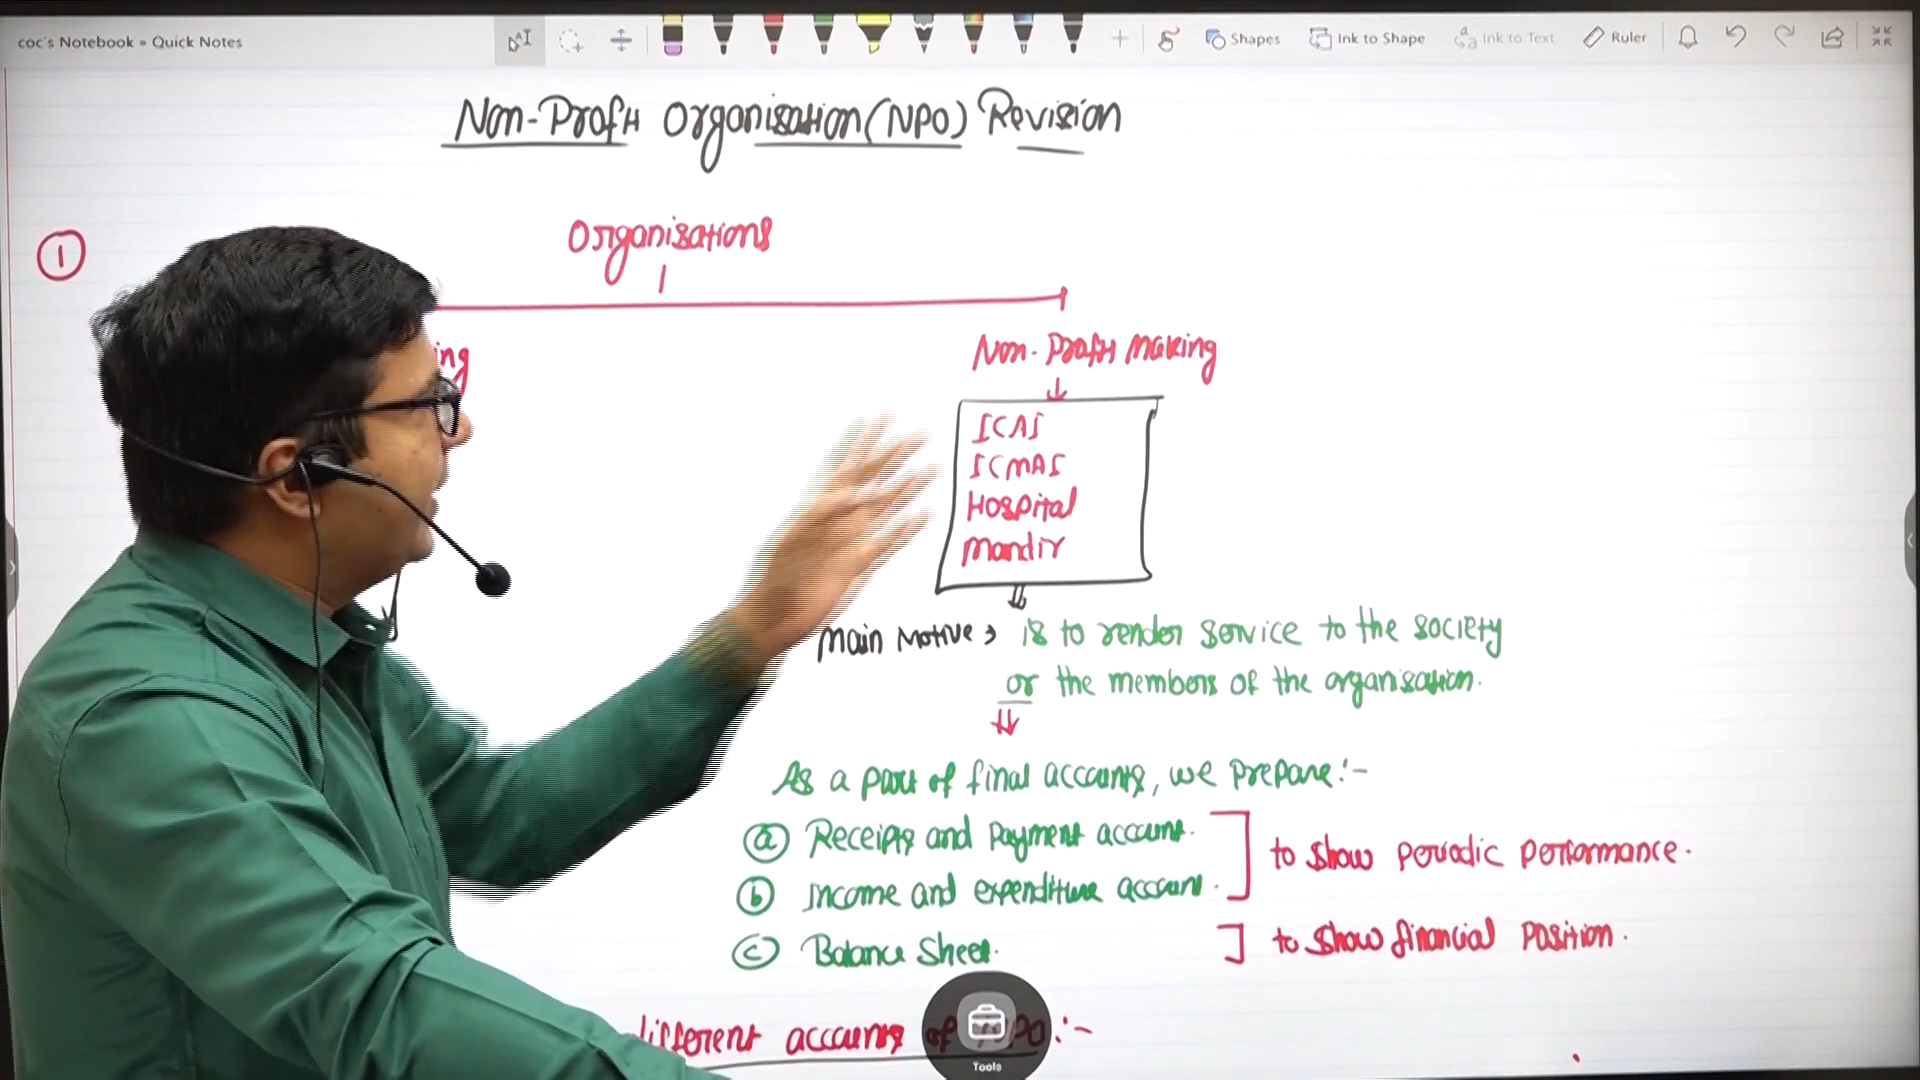 coc's Notebook » Quick Notes
Shapes
Ink to Shape
Ink to Text
Ruler
Non-Profit Organisation (NPO) Revision
①
Organisations
ing
Non-Profit Making
ICAI
ICMAI
Hospital
Mandir
Main Motive → is to render service to the society
or the members of the organisation.
As a part of final accounts, we prepare:-
ⓐ Receipts and Payment account.
ⓑ Income and expenditure account.
to show periodic performance.
ⓒ Balance Sheet.
to show financial position.
different accounts of NPO:-
Tools